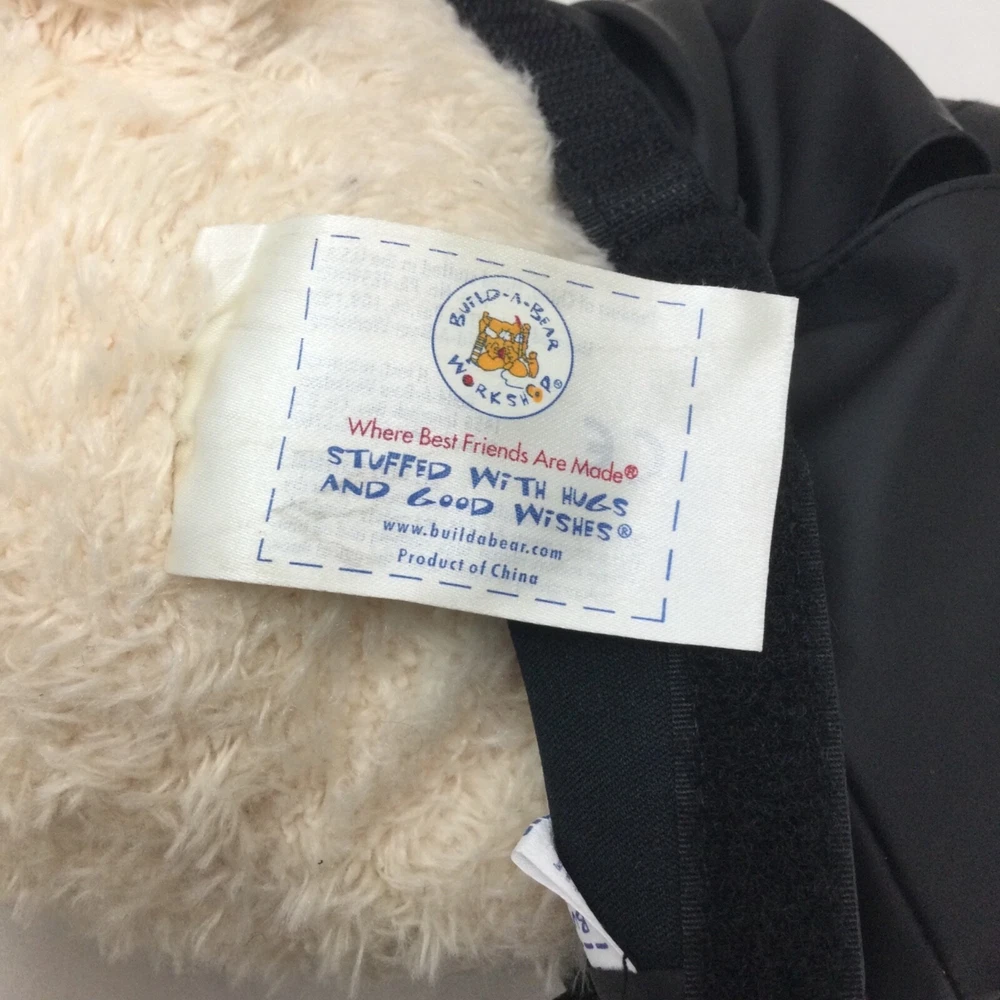 BUiLD-A-BEAR
WORKSHOP®
Where Best Friends Are Made®
STUFFED WiTH HUGS
AND GOOD WiSHES®
www.buildabear.com
Product of China